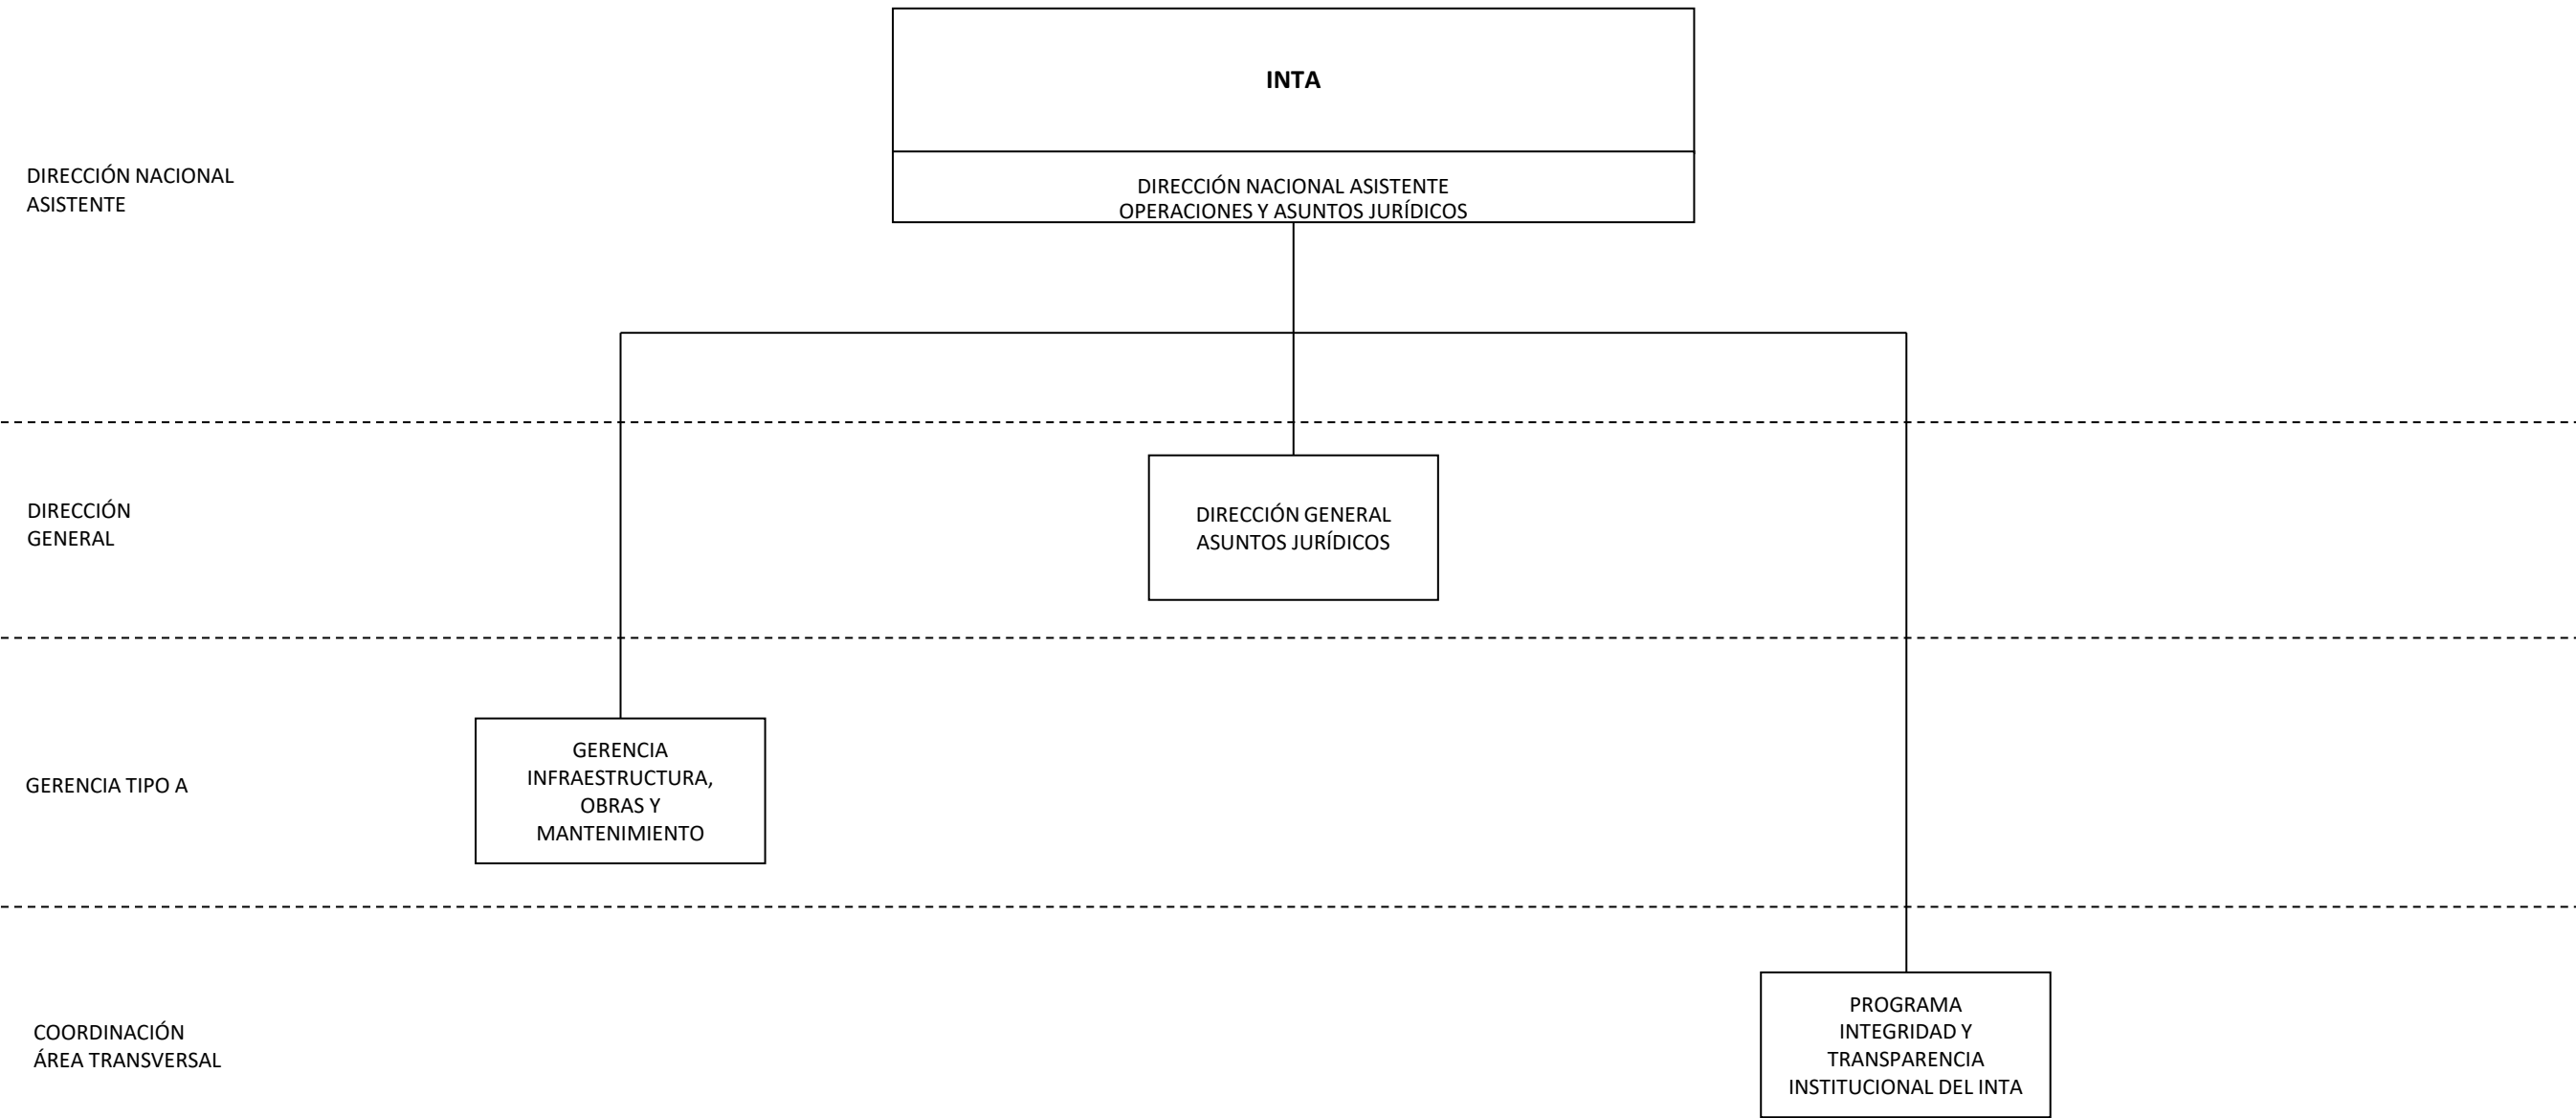 INTA
DIRECCIÓN NACIONAL
ASISTENTE
DIRECCIÓN NACIONAL ASISTENTE
OPERACIONES Y ASUNTOS JURÍDICOS
DIRECCIÓN
GENERAL
DIRECCIÓN GENERAL
ASUNTOS JURÍDICOS
GERENCIA TIPO A
GERENCIA
INFRAESTRUCTURA,
OBRAS Y
MANTENIMIENTO
COORDINACIÓN
ÁREA TRANSVERSAL
PROGRAMA
INTEGRIDAD Y
TRANSPARENCIA
INSTITUCIONAL DEL INTA